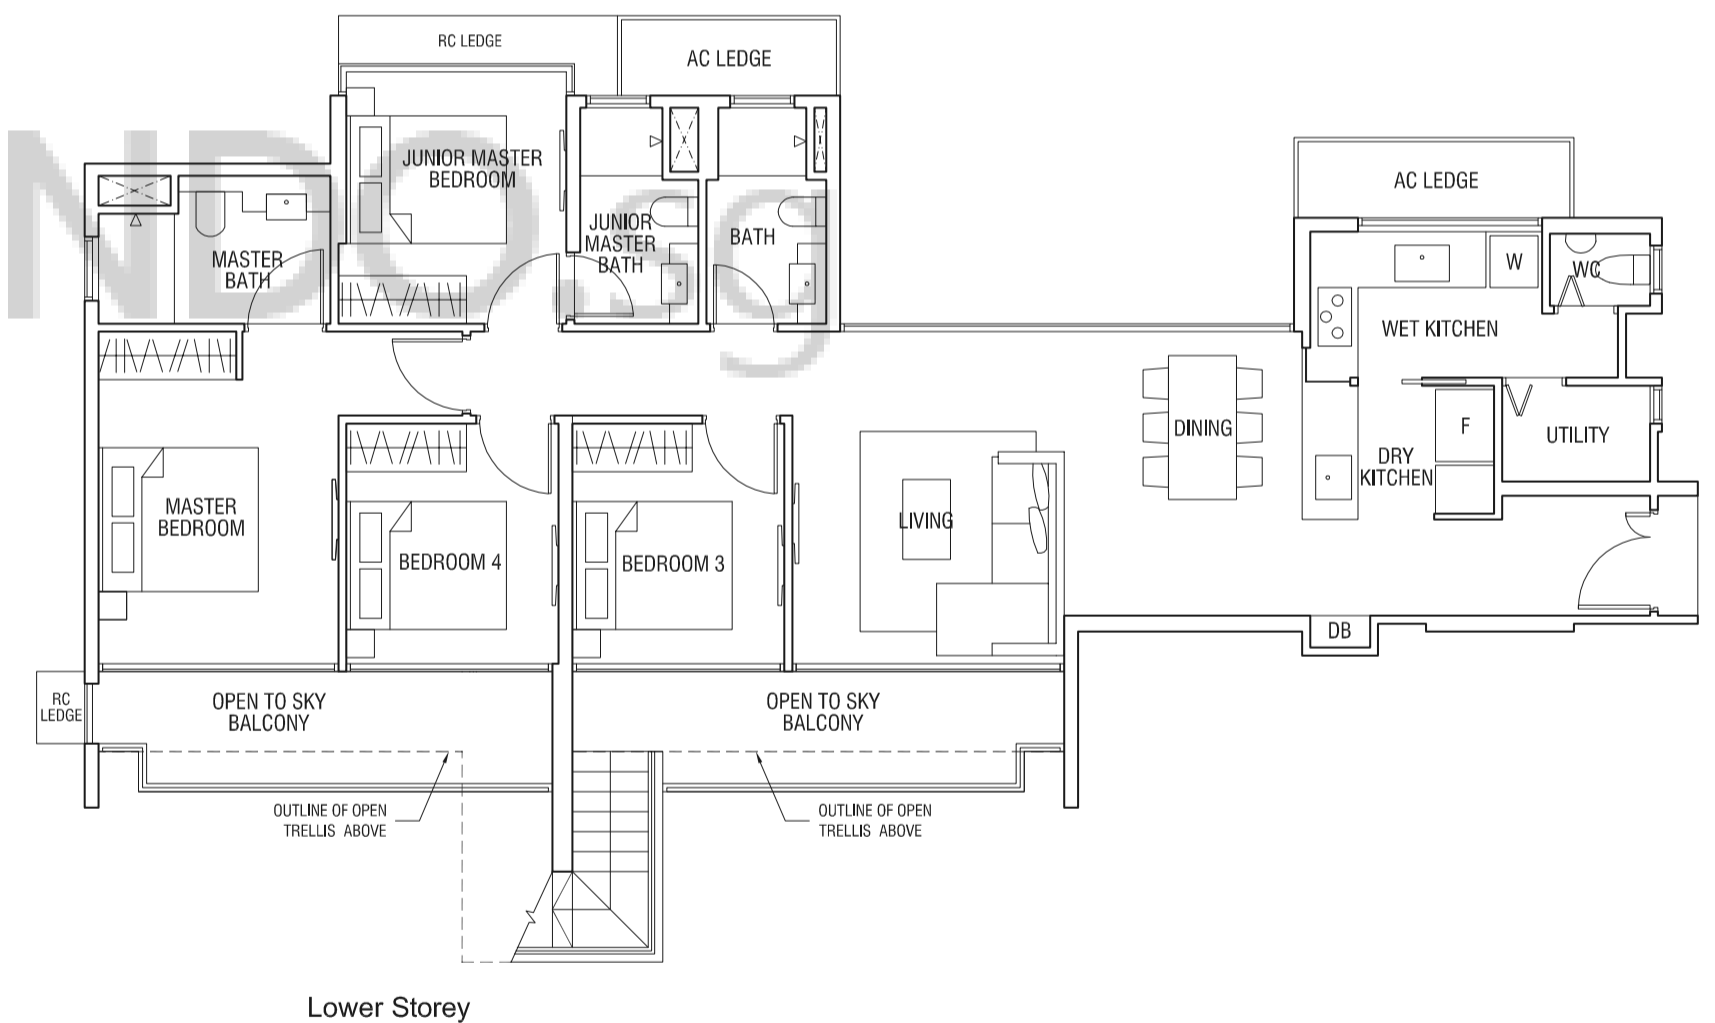 RC LEDGE
AC LEDGE
JUNIOR MASTER
BEDROOM
AC LEDGE
NDO.sg
MASTER
BATH
JUNIOR
MASTER
BATH
BATH
W
WC
WET KITCHEN
DINING
F
UTILITY
DRY
KITCHEN
MASTER
BEDROOM
BEDROOM 4
BEDROOM 3
LIVING
DB
RC
LEDGE
OPEN TO SKY
BALCONY
OPEN TO SKY
BALCONY
OUTLINE OF OPEN
TRELLIS ABOVE
OUTLINE OF OPEN
TRELLIS ABOVE
Lower Storey